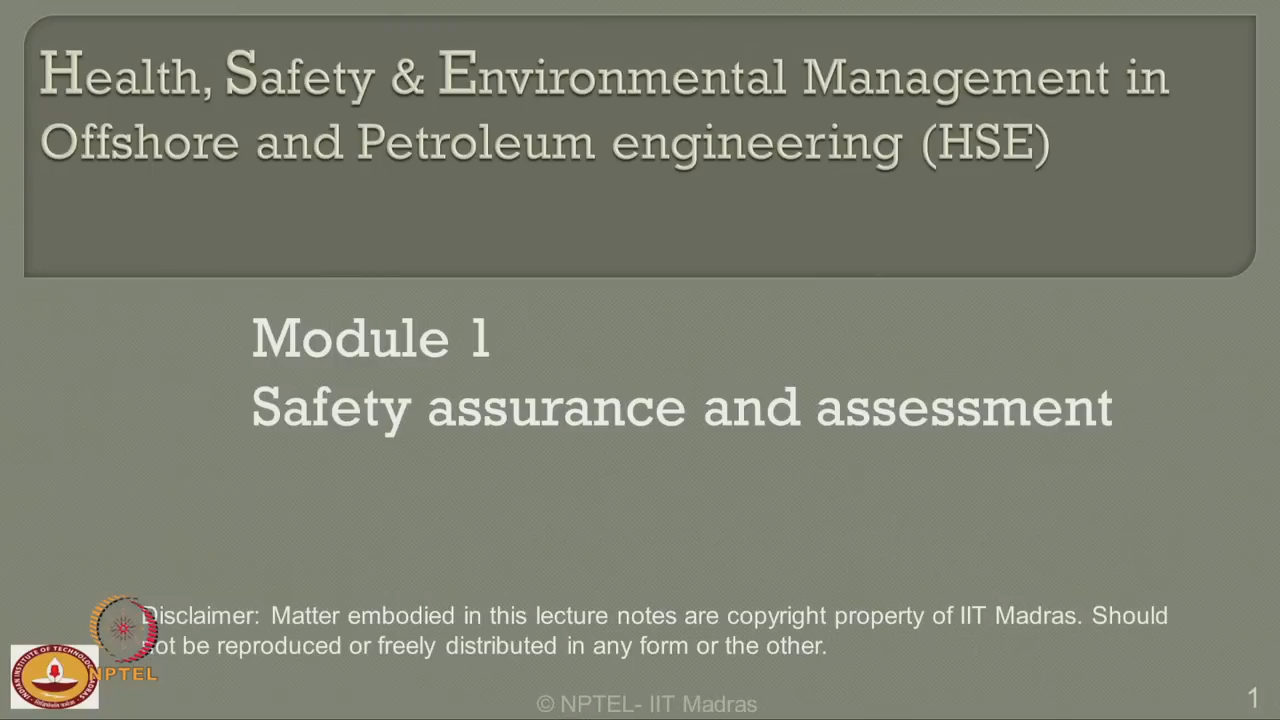 Health, Safety & Environmental Management in
Offshore and Petroleum engineering (HSE)
Module 1
Safety assurance and assessment
Disclaimer: Matter embodied in this lecture notes are copyright property of IIT Madras. Should
not be reproduced or freely distributed in any form or the other.
NPTEL
© NPTEL- IIT Madras
1